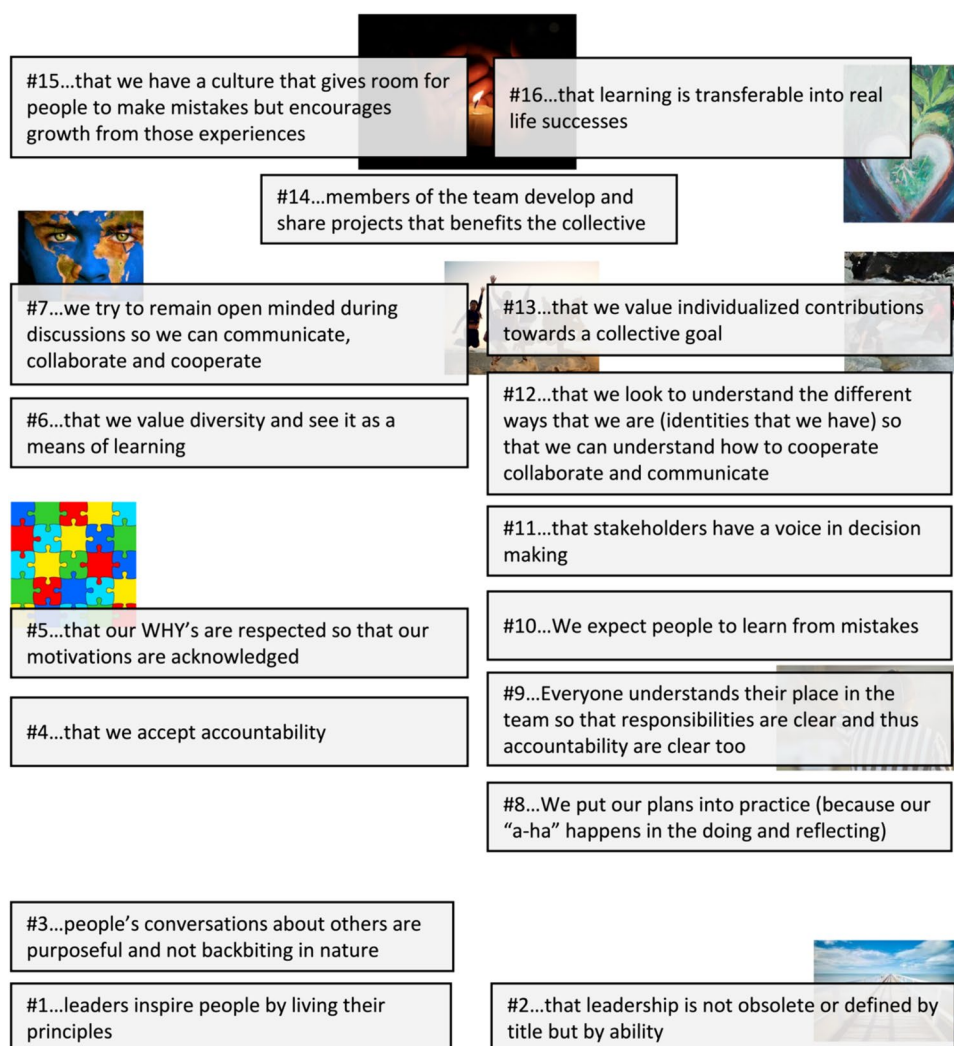 #15...that we have a culture that gives room for
people to make mistakes but encourages
growth from those experiences
#16...that learning is transferable into real
life successes
#14...members of the team develop and
share projects that benefits the collective
#7...we try to remain open minded during
discussions so we can communicate,
collaborate and cooperate
#13...that we value individualized contributions
towards a collective goal
#6...that we value diversity and see it as a
means of learning
#12...that we look to understand the different
ways that we are (identities that we have) so
that we can understand how to cooperate
collaborate and communicate
#11...that stakeholders have a voice in decision
making
#5...that our WHY’s are respected so that our
motivations are acknowledged
#10...We expect people to learn from mistakes
#4...that we accept accountability
#9...Everyone understands their place in the
team so that responsibilities are clear and thus
accountability are clear too
#8...We put our plans into practice (because our
“a-ha” happens in the doing and reflecting)
#3...people’s conversations about others are
purposeful and not backbiting in nature
#1...leaders inspire people by living their
principles
#2...that leadership is not obsolete or defined by
title but by ability